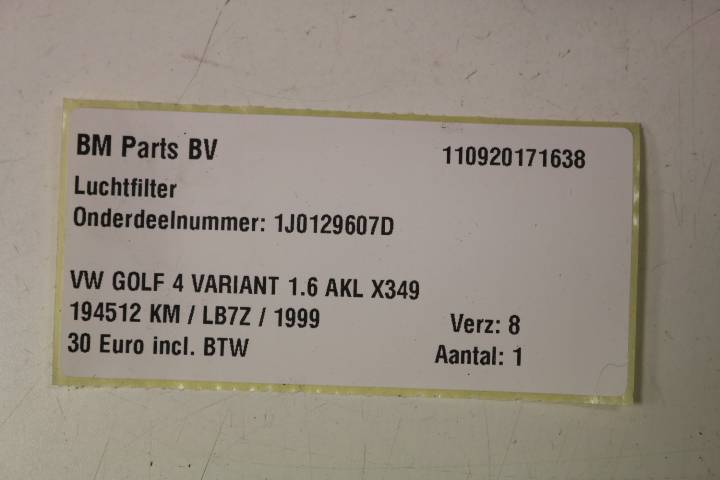 BM Parts BV 110920171638
Luchtfilter
Onderdeelnummer: 1J0129607D
VW GOLF 4 VARIANT 1.6 AKL X349
194512 KM / LB7Z / 1999 Verz: 8
30 Euro incl. BTW Aantal: 1